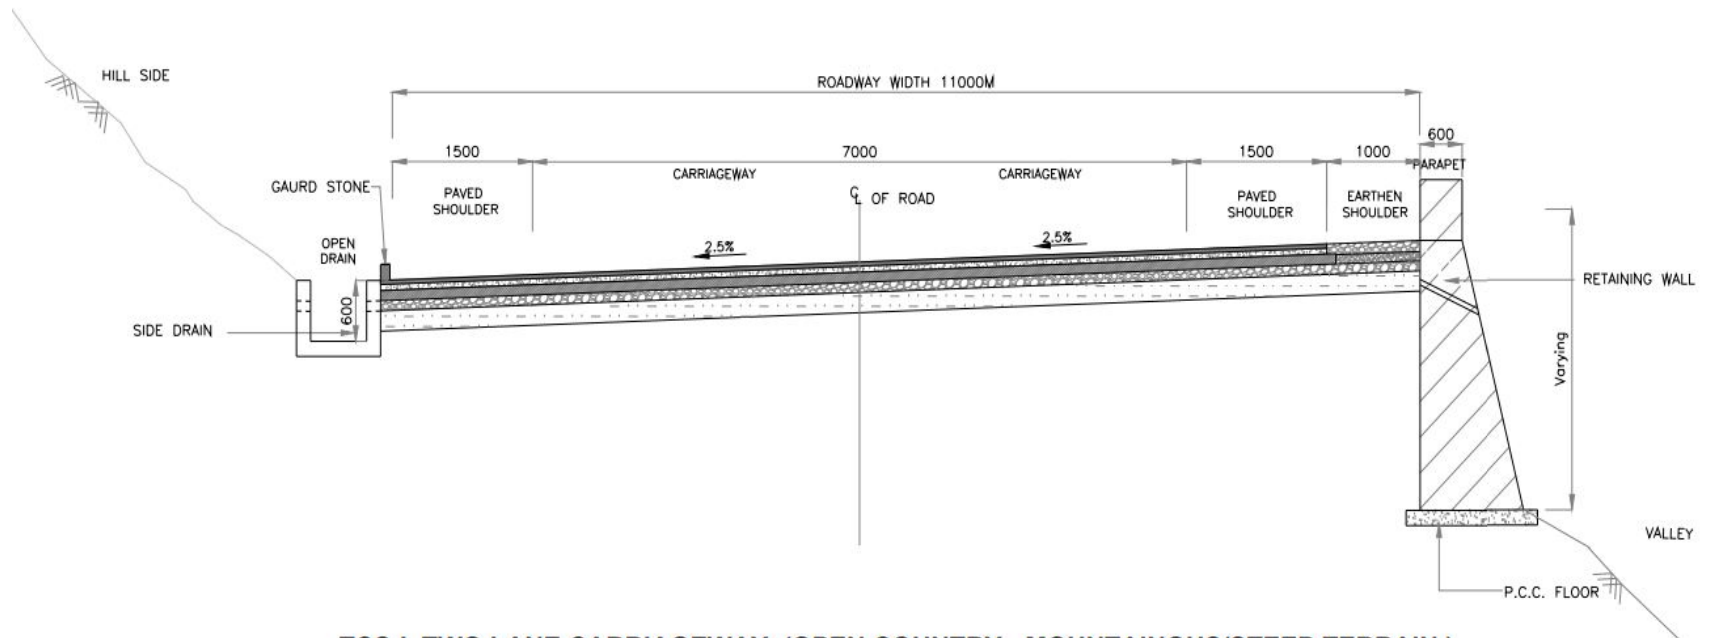 HILL SIDE
ROADWAY WIDTH 11000M
600
1500
7000
1500
1000
PARAPET
CARRIAGEWAY
CARRIAGEWAY
GAURD STONE
PAVED
SHOULDER
℄ OF ROAD
PAVED
SHOULDER
EARTHEN
SHOULDER
OPEN
DRAIN
2.5%
2.5%
RETAINING WALL
600
SIDE DRAIN
Varying
VALLEY
P.C.C. FLOOR